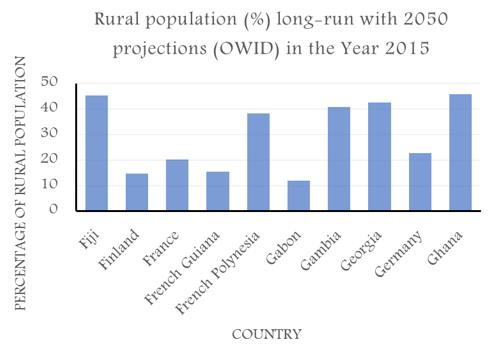 Rural population (%) long-run with 2050
projections (OWID) in the Year 2015
PERCENTAGE OF RURAL POPULATION
50
40
30
20
10
0
Fiji
Finland
France
French Guiana
French Polynesia
Gabon
Gambia
Georgia
Germany
Ghana
COUNTRY